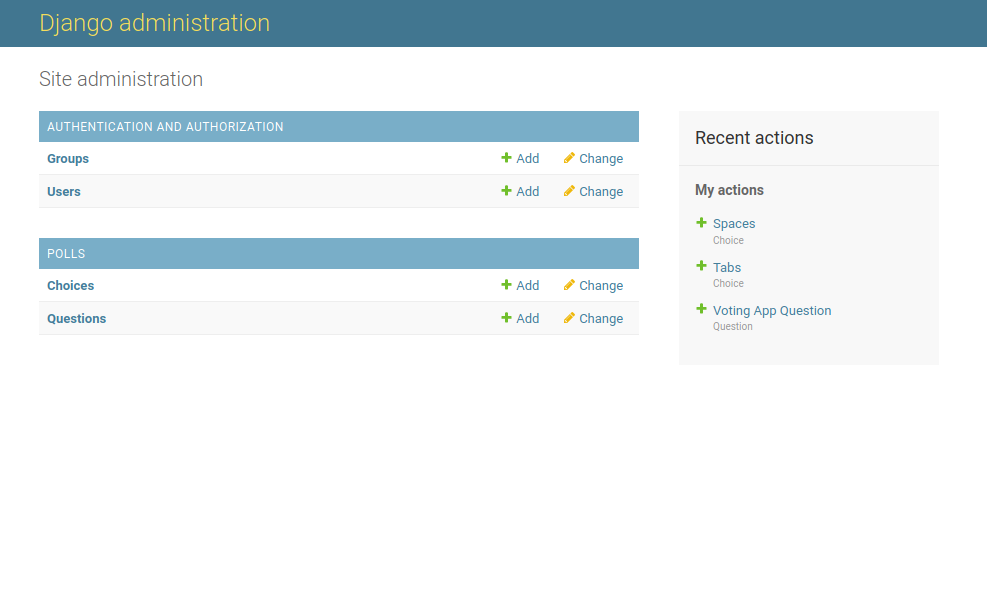 Django administration
Site administration
AUTHENTICATION AND AUTHORIZATION
Groups Add Change
Users Add Change
POLLS
Choices Add Change
Questions Add Change
Recent actions
My actions
Spaces
Choice
Tabs
Choice
Voting App Question
Question